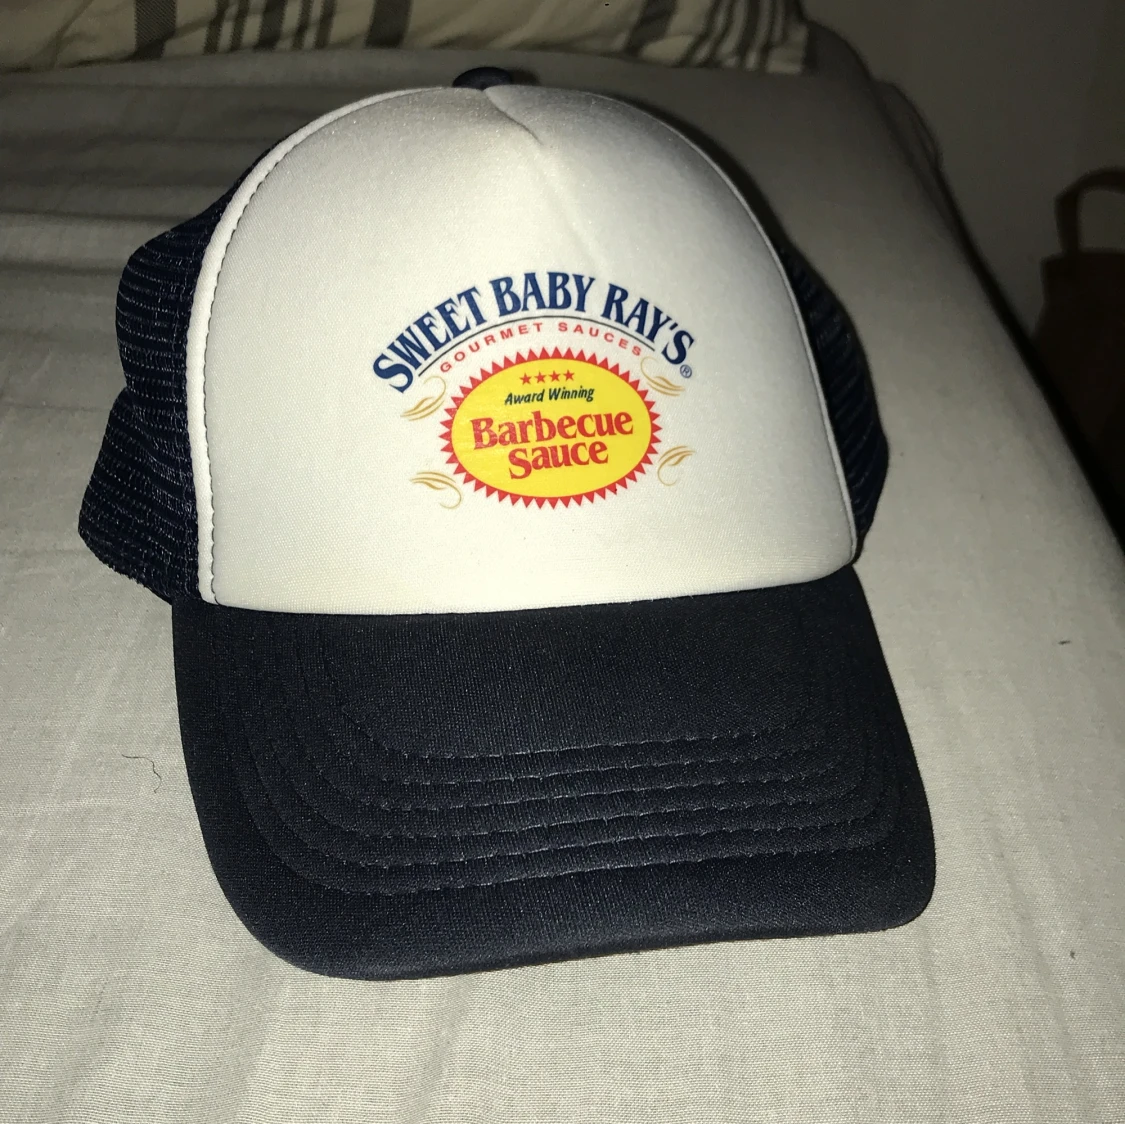 SWEET BABY RAY'S®
GOURMET SAUCES
Award Winning
Barbecue
Sauce